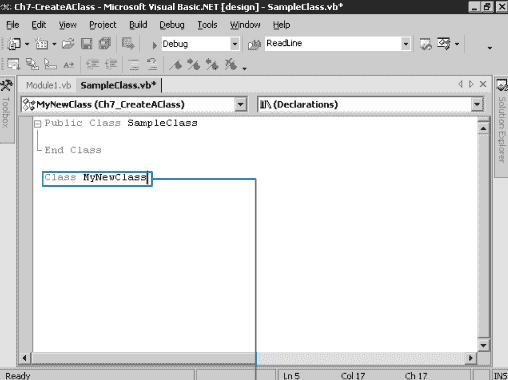 Ch7-CreateAClass - Microsoft Visual Basic.NET [design] - SampleClass.vb*
File Edit View Project Build Debug Tools Window Help
Debug ReadLine
Module1.vb SampleClass.vb*
MyNewClass (Ch7_CreateAClass) (Declarations)
Toolbox
Solution Explorer
Public Class SampleClass
End Class
Class MyNewClass
Ready Ln 5 Col 17 Ch 17 INS